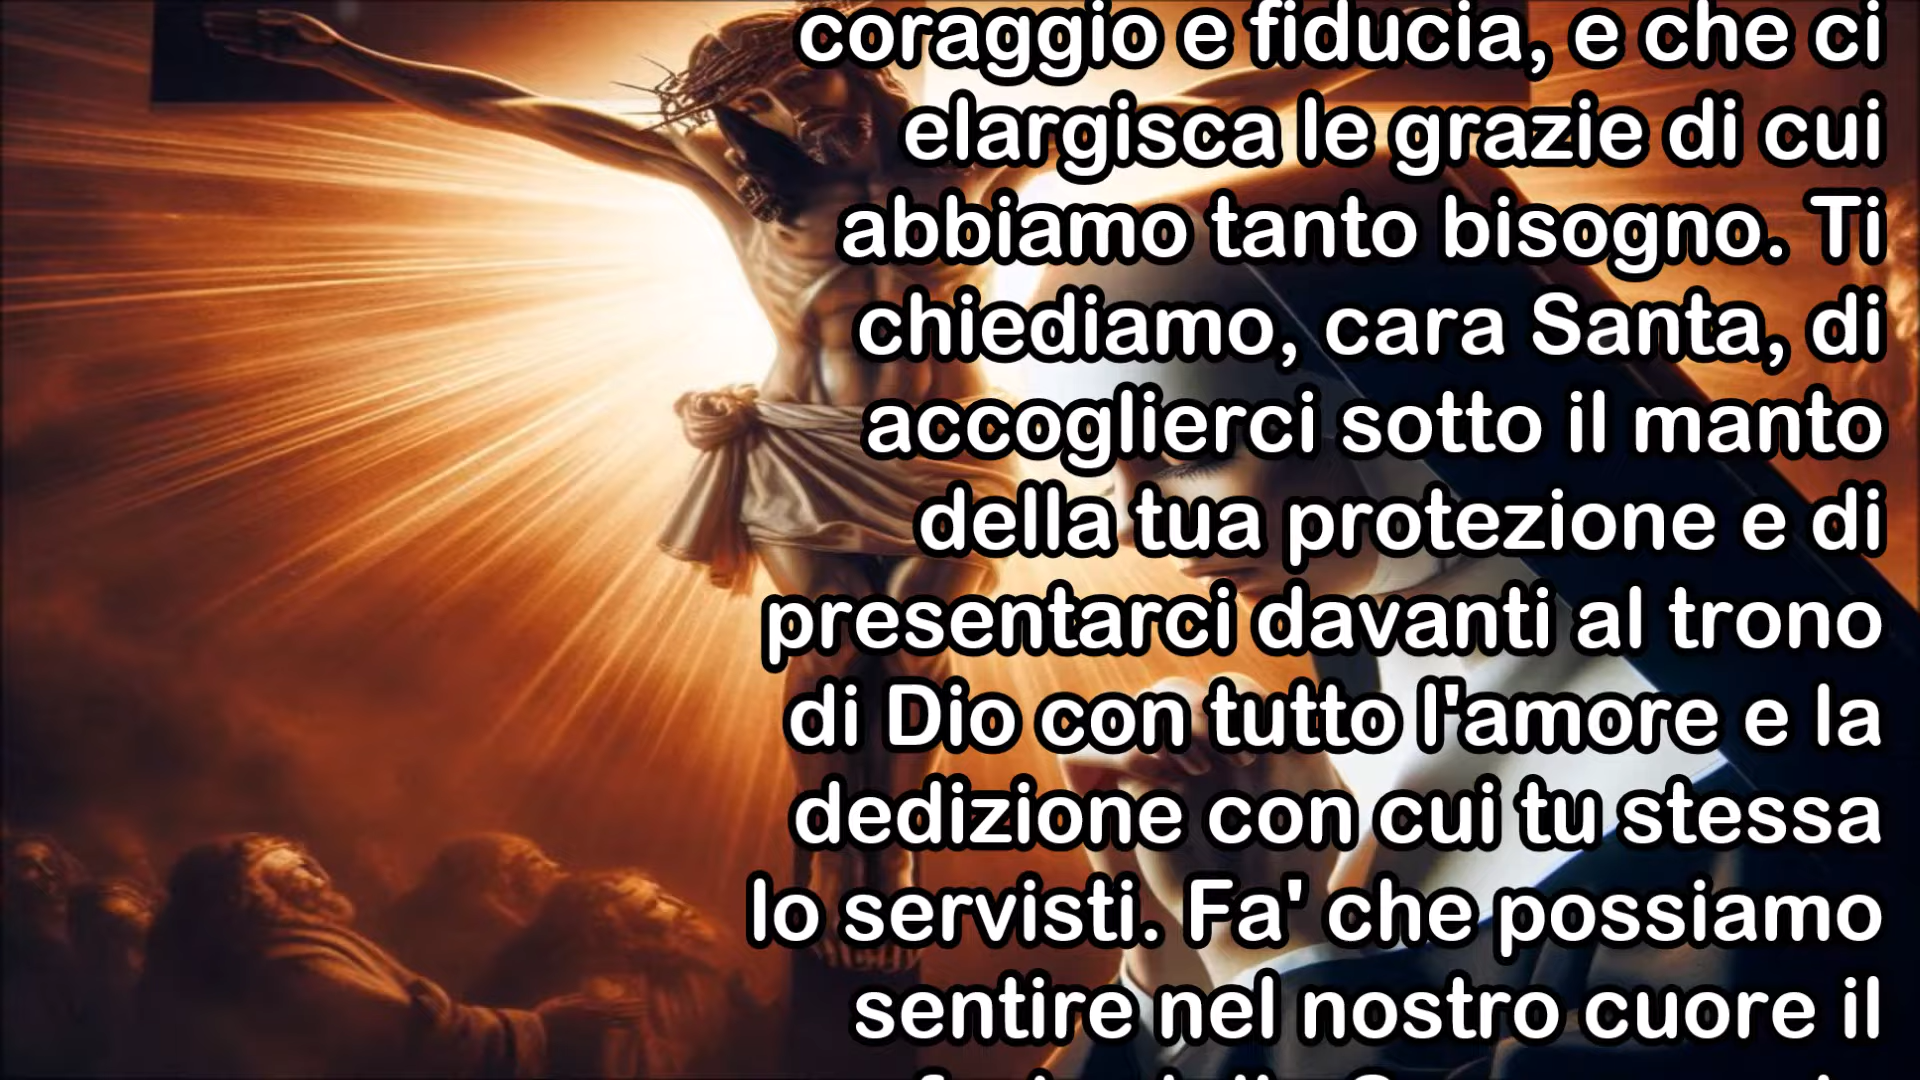 coraggio e fiducia, e che ci
elargisca le grazie di cui
abbiamo tanto bisogno. Ti
chiediamo, cara Santa, di
accoglierci sotto il manto
della tua protezione e di
presentarci davanti al trono
di Dio con tutto l'amore e la
dedizione con cui tu stessa
lo servisti. Fa' che possiamo
sentire nel nostro cuore il